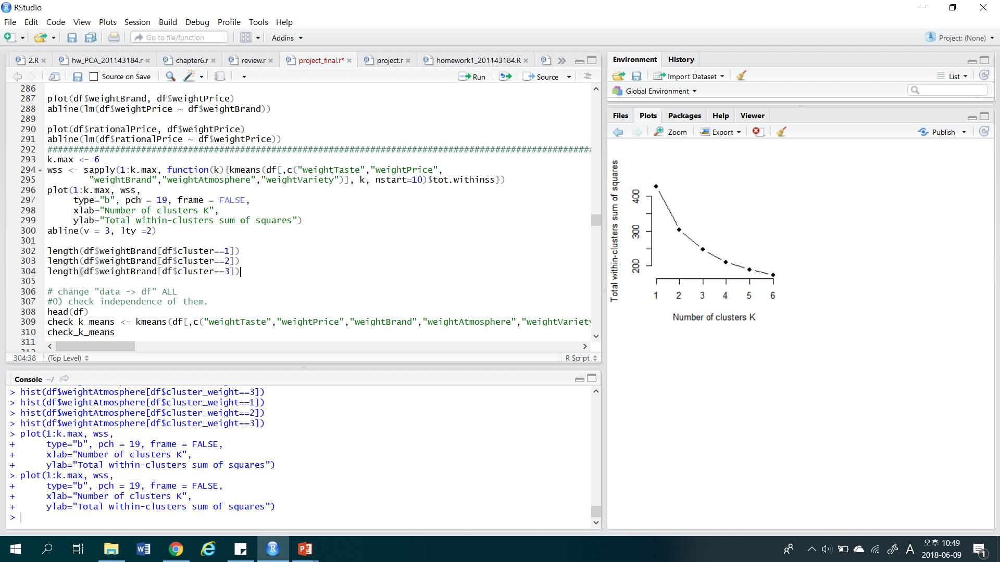 RStudio
File Edit Code View Plots Session Build Debug Profile Tools Help
Go to file/function Addins Project: (None)
2.R hw_PCA_201143184.r chapter6.r review.r project_final.r* project.r homework1_201143184.R
Source on Save Run Source
286
287 plot(df$weightBrand, df$weightPrice)
288 abline(lm(df$weightPrice ~ df$weightBrand))
289
290 plot(df$rationalPrice, df$weightPrice)
291 abline(lm(df$rationalPrice ~ df$weightPrice))
292 #########################################################################################################
293 k.max <- 6
294 wss <- sapply(1:k.max, function(k){kmeans(df[,c("weightTaste","weightPrice",
295 "weightBrand","weightAtmosphere","weightVariety")], k, nstart=10)$tot.withinss})
296 plot(1:k.max, wss,
297 type="b", pch = 19, frame = FALSE,
298 xlab="Number of clusters K",
299 ylab="Total within-clusters sum of squares")
300 abline(v = 3, lty =2)
301
302 length(df$weightBrand[df$cluster==1])
303 length(df$weightBrand[df$cluster==2])
304 length(df$weightBrand[df$cluster==3])
305
306 # change "data -> df" ALL
307 #0) check independence of them.
308 head(df)
309 check_k_means <- kmeans(df[,c("weightTaste","weightPrice","weightBrand","weightAtmosphere","weightVariety
310 check_k_means
311
304:38 (Top Level) R Script
Console ~/
> hist(df$weightAtmosphere[df$cluster_weight==3])
> hist(df$weightAtmosphere[df$cluster_weight==1])
> hist(df$weightAtmosphere[df$cluster_weight==2])
> hist(df$weightAtmosphere[df$cluster_weight==3])
> plot(1:k.max, wss,
+ type="b", pch = 19, frame = FALSE,
+ xlab="Number of clusters K",
+ ylab="Total within-clusters sum of squares")
> plot(1:k.max, wss,
+ type="b", pch = 19, frame = FALSE,
+ xlab="Number of clusters K",
+ ylab="Total within-clusters sum of squares")
>
Environment History
Import Dataset List
Global Environment
Files Plots Packages Help Viewer
Zoom Export Publish
Total within-clusters sum of squares
400
300
200
1 2 3 4 5 6
Number of clusters K
A
오후 10:49
2018-06-09
1